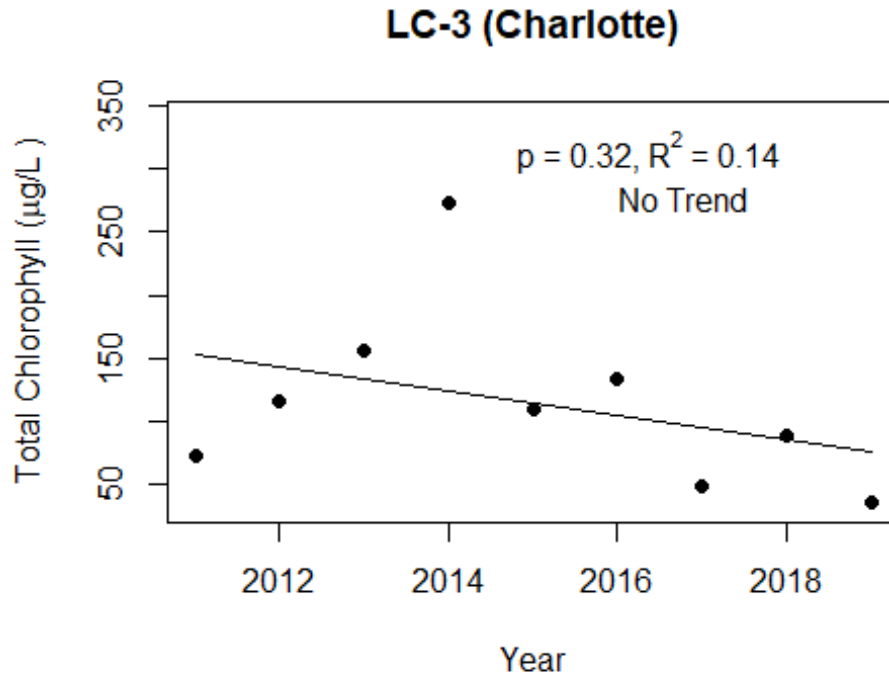 LC-3 (Charlotte)
p = 0.32, R² = 0.14
No Trend
Total Chlorophyll (µg/L )
350
250
150
50
2012 2014 2016 2018
Year